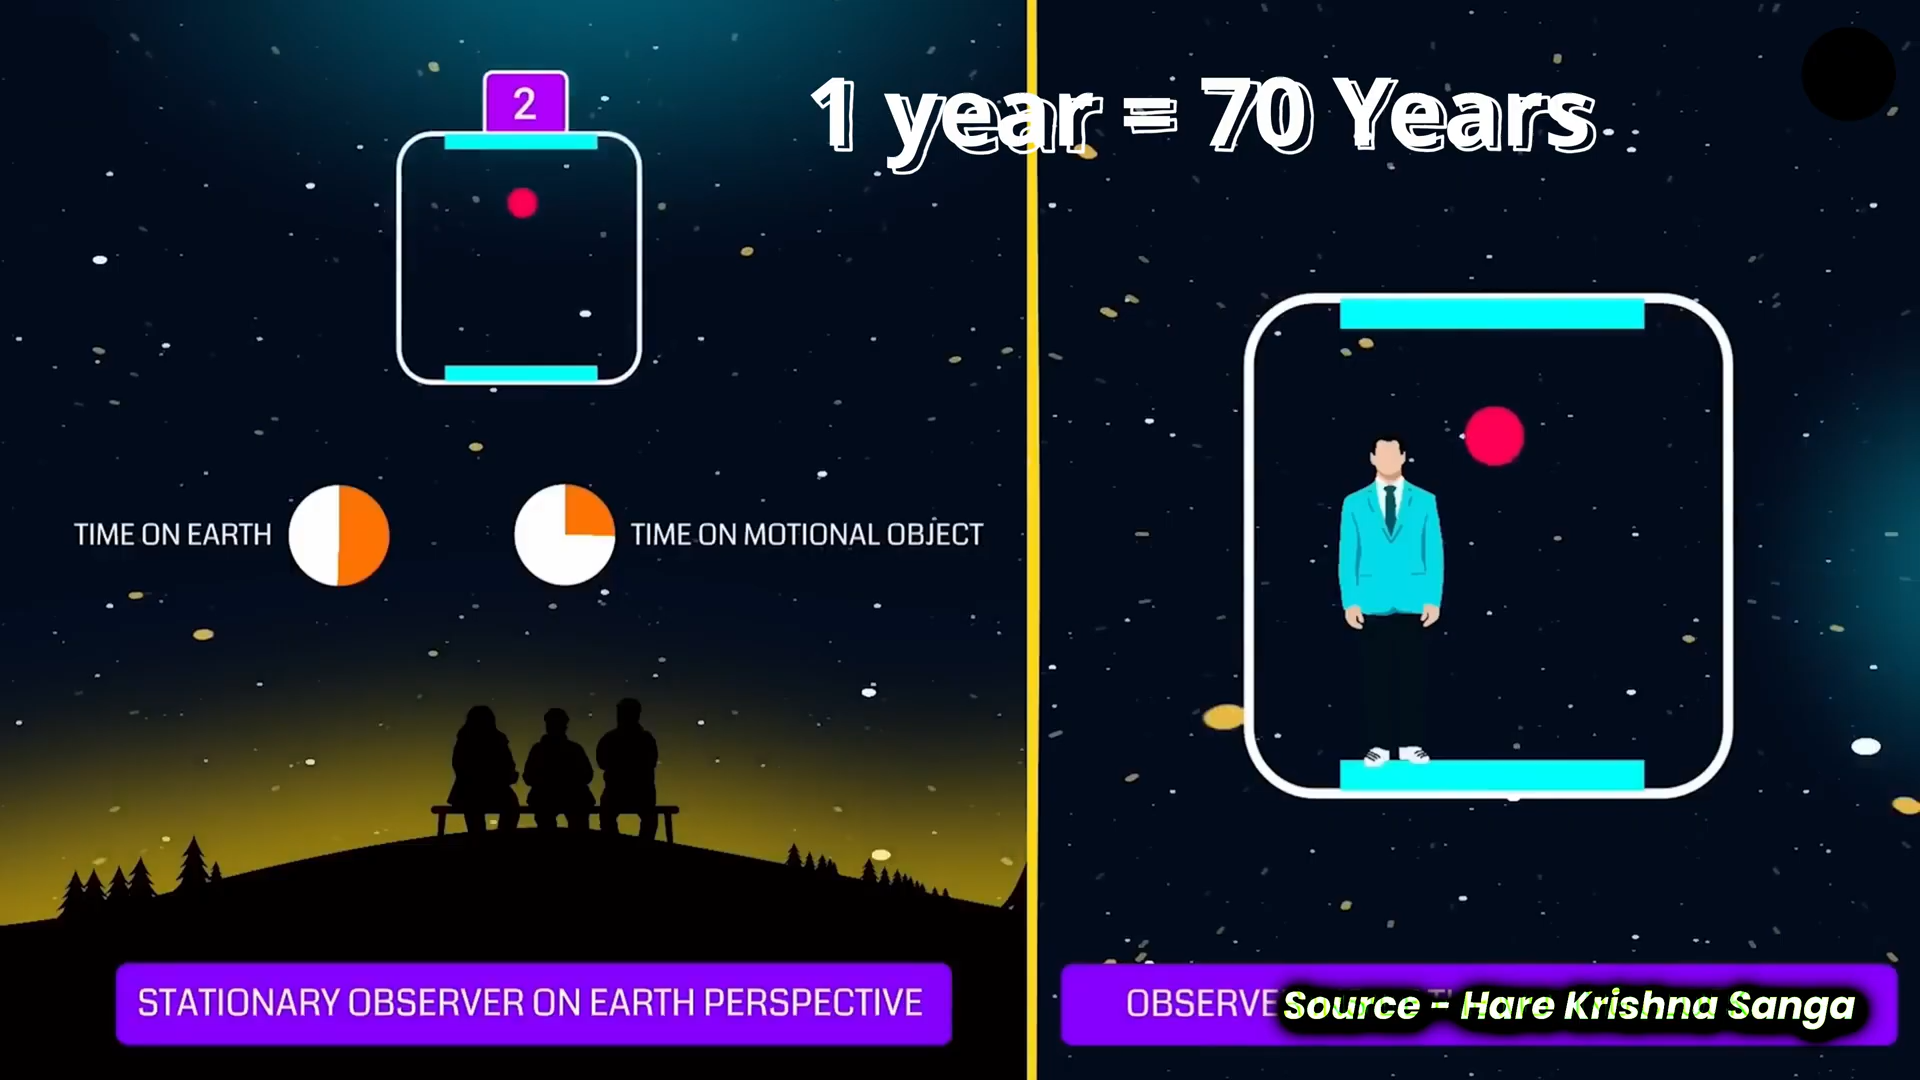 2
1 year = 70 Years
TIME ON EARTH
TIME ON MOTIONAL OBJECT
STATIONARY OBSERVER ON EARTH PERSPECTIVE
Source - Hare Krishna Sanga